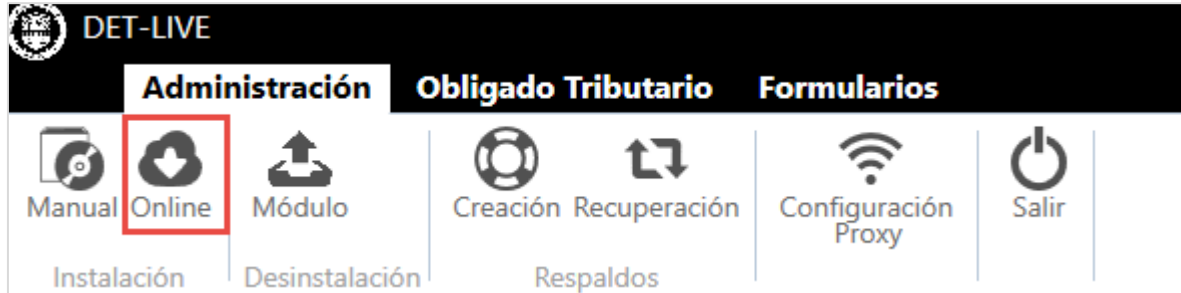 DET-LIVE
Administración Obligado Tributario Formularios
Manual Online Módulo Creación Recuperación Configuración Proxy Salir
Instalación Desinstalación Respaldos